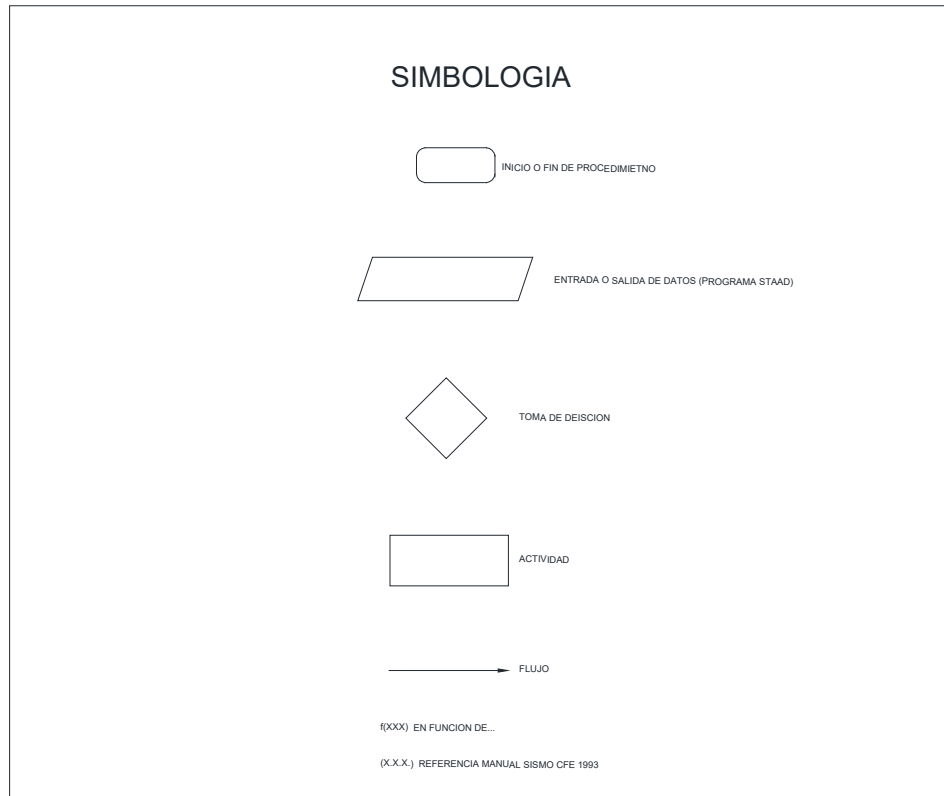 SIMBOLOGIA
INICIO O FIN DE PROCEDIMIETNO
ENTRADA O SALIDA DE DATOS (PROGRAMA STAAD)
TOMA DE DEISCION
ACTIVIDAD
FLUJO
f(XXX) EN FUNCION DE...
(X.X.X.) REFERENCIA MANUAL SISMO CFE 1993